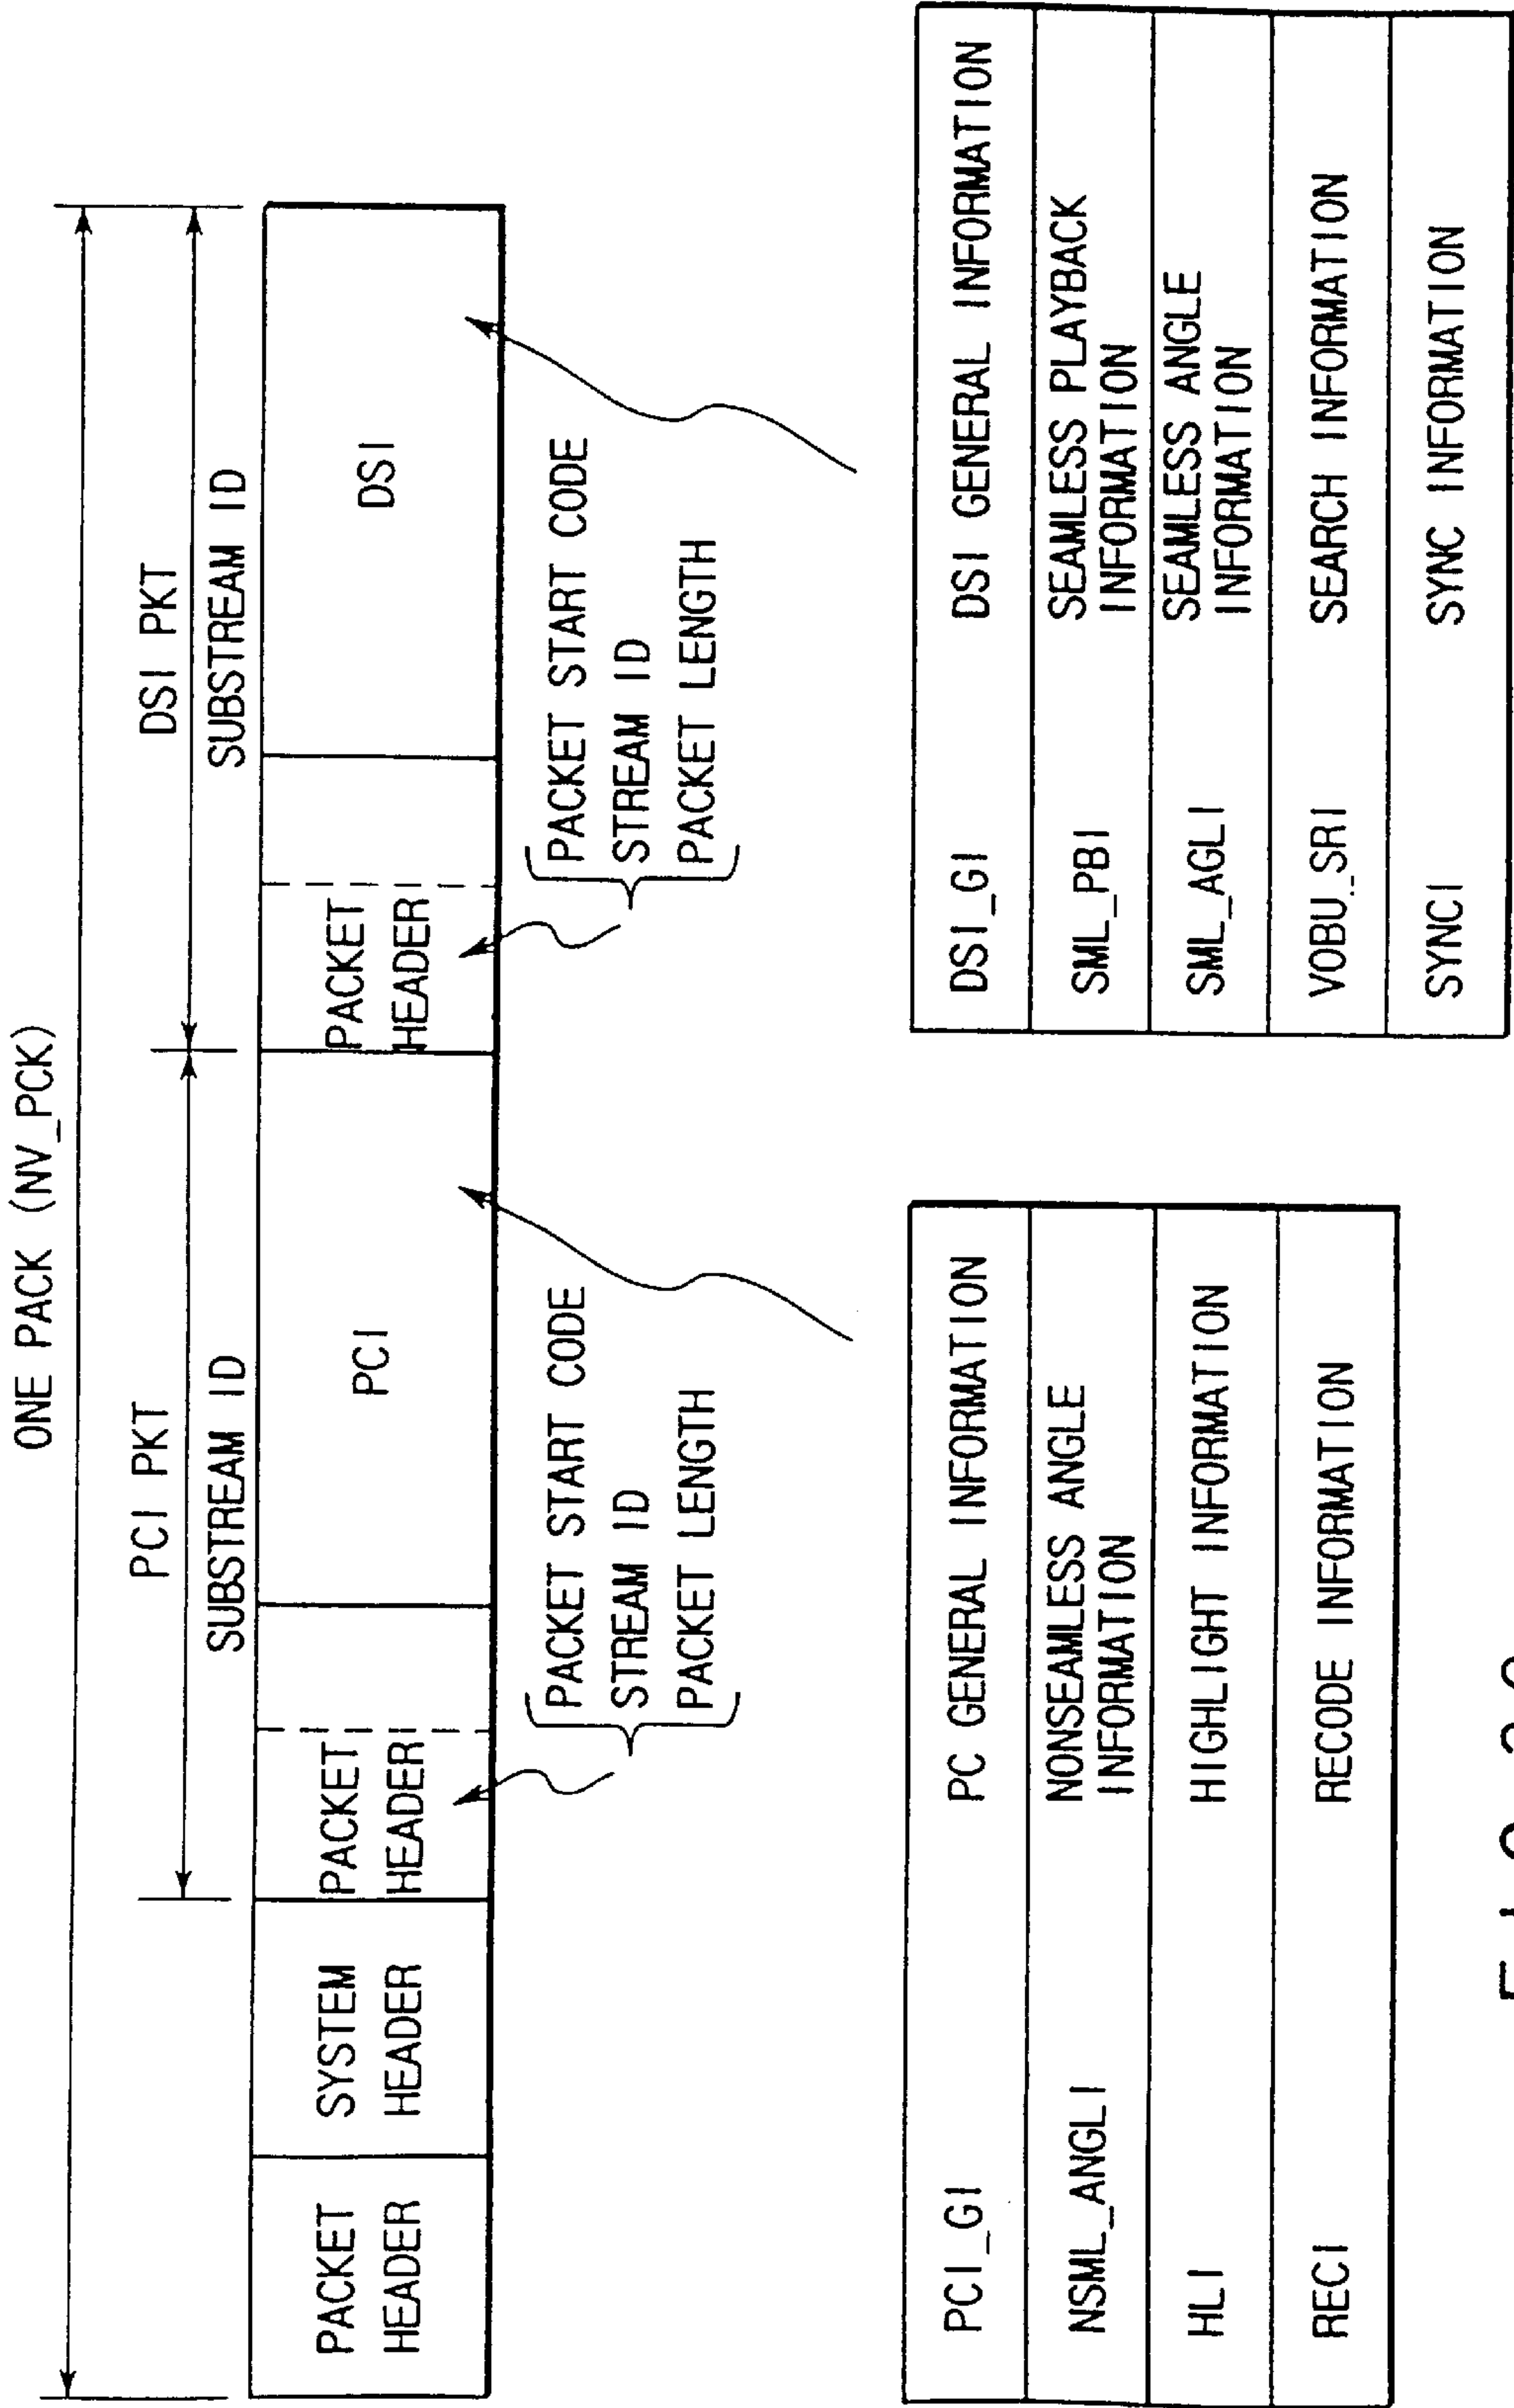 ONE PACK (NV_PCK)
PCI PKT
DSI PKT
SUBSTREAM ID
SUBSTREAM ID
PACKET
HEADER
SYSTEM
HEADER
PACKET
HEADER
PCI
PACKET
HEADER
DSI
PACKET START CODE
STREAM ID
PACKET LENGTH
PACKET START CODE
STREAM ID
PACKET LENGTH
PCI_GI PC GENERAL INFORMATION
NSML_ANGLI NONSEAMLESS ANGLE
INFORMATION
HLI HIGHLIGHT INFORMATION
RECI RECODE INFORMATION
DSI_GI DSI GENERAL INFORMATION
SML_PBI SEAMLESS PLAYBACK
INFORMATION
SML_AGLI SEAMLESS ANGLE
INFORMATION
VOBU_SRI SEARCH INFORMATION
SYNCI SYNC INFORMATION